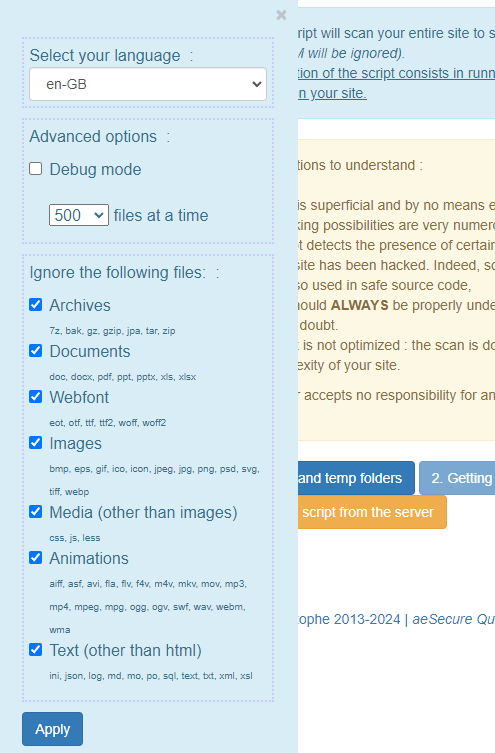 ×
Select your language :
en-GB
Advanced options :
Debug mode
500 files at a time
Ignore the following files: :
Archives
7z, bak, gz, gzip, jpa, tar, zip
Documents
doc, docx, pdf, ppt, pptx, xls, xlsx
Webfont
eot, otf, ttf, ttf2, woff, woff2
Images
bmp, eps, gif, ico, icon, jpeg, jpg, png, psd, svg,
tiff, webp
Media (other than images)
css, js, less
Animations
aiff, asf, avi, fla, flv, f4v, m4v, mkv, mov, mp3,
mp4, mpeg, mpg, ogg, ogv, swf, wav, webm,
wma
Text (other than html)
ini, json, log, md, mo, po, sql, text, txt, xml, xsl
Apply
ript will scan your entire site to s
will be ignored).
tion of the script consists in runn
n your site.
tions to understand :
is superficial and by no means e
king possibilities are very numero
ot detects the presence of certain
site has been hacked. Indeed, so
so used in safe source code,
hould ALWAYS be properly unde
doubt.
is not optimized : the scan is do
exity of your site.
r accepts no responsibility for an
and temp folders
2. Getting
script from the server
tophe 2013-2024 | aeSecure Qu